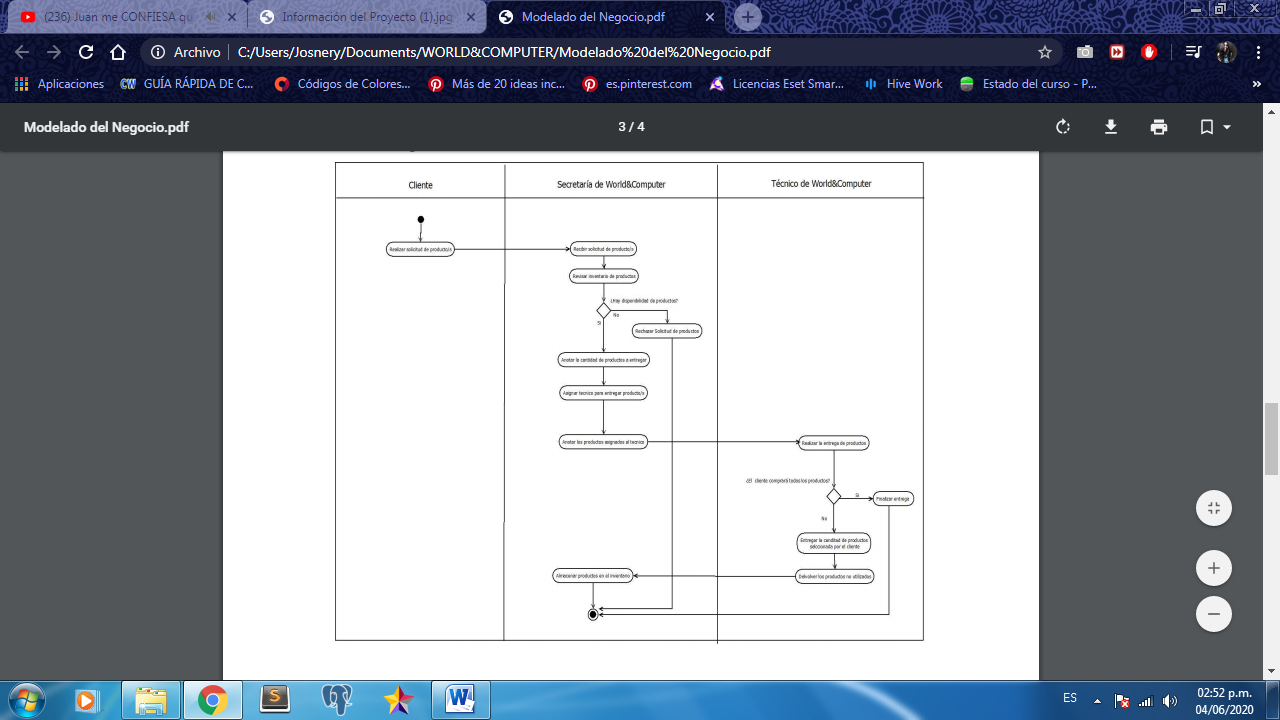 (236) Juan me CONFIESA qu
Información del Proyecto (1).jpg
Modelado del Negocio.pdf
Archivo
C:/Users/Josnery/Documents/WORLD&COMPUTER/Modelado%20del%20Negocio.pdf
Aplicaciones
CW GUÍA RÁPIDA DE C...
Códigos de Colores...
Más de 20 ideas inc...
es.pinterest.com
Licencias Eset Smar...
Hive Work
Estado del curso - P...
»
Modelado del Negocio.pdf
3 / 4
Cliente
Secretaría de World&Computer
Técnico de World&Computer
Realizar solicitud de producto/s
Recibir solicitud de producto/s
Revisar inventario de productos
¿Hay disponibilidad de productos?
No
Si
Rechazar Solicitud de productos
Anotar la cantidad de productos a entregar
Asignar tecnico para entregar producto/s
Anotar los productos asignados al tecnico
Realizar la entrega de productos
¿El cliente comprará todos los productos?
Si
Finalizar entrega
No
Entregar la cantidad de productos
selccionada por el cliente
Almacenar productos en el inventario
Delvolver los productos no utilizados
ES
02:52 p.m.
04/06/2020